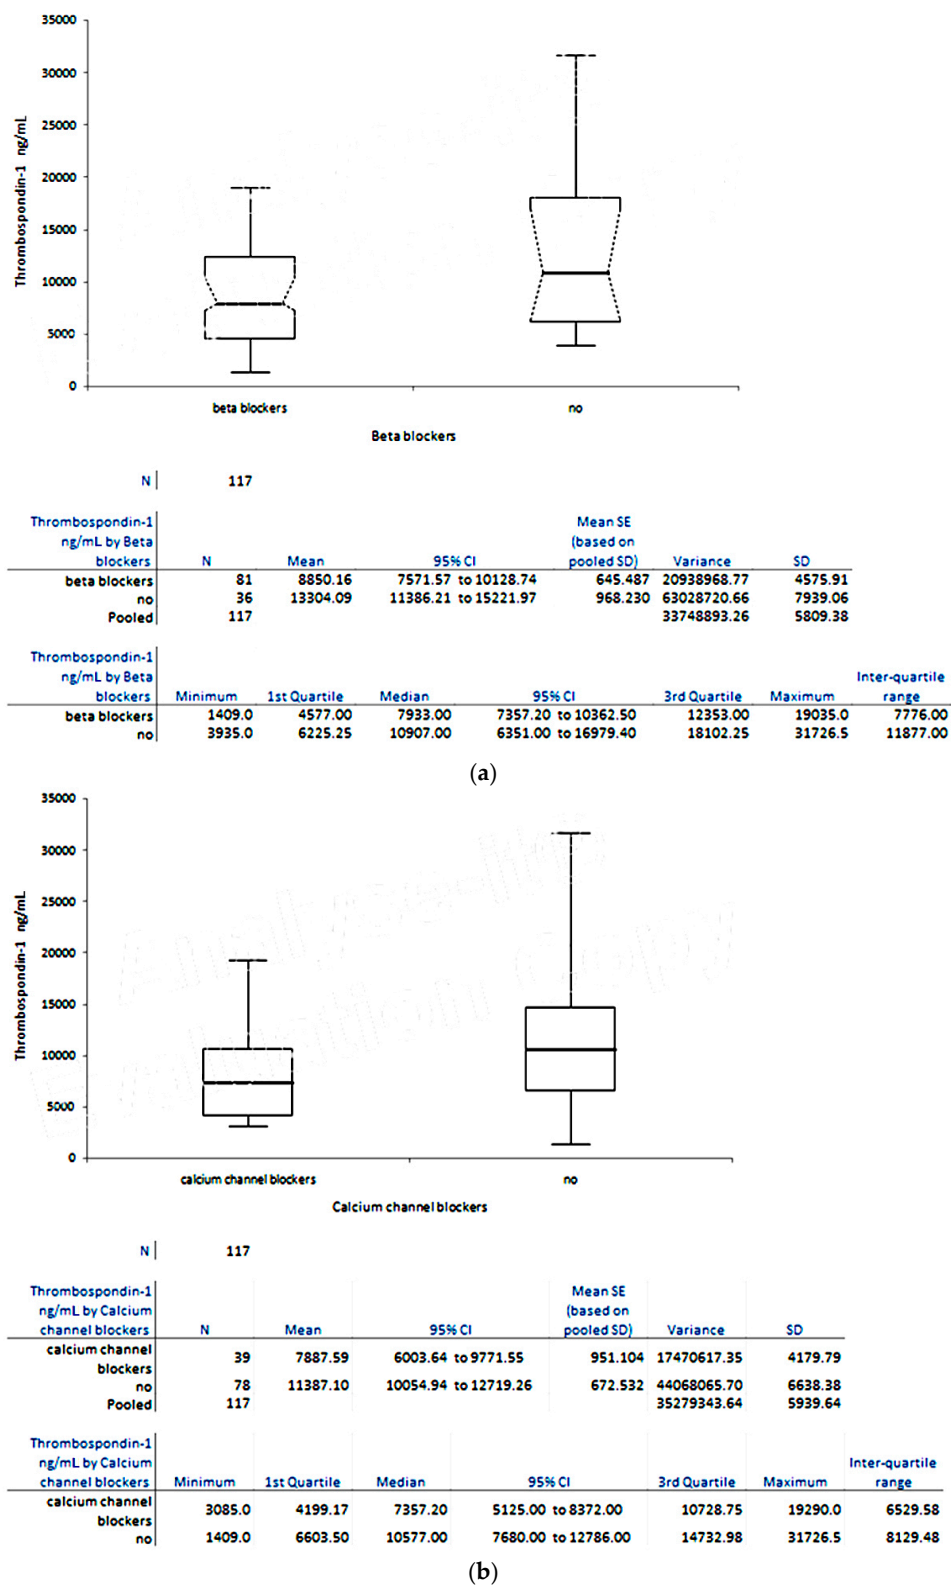 35000
30000
25000
20000
15000
10000
5000
0
Thrombospondin-1 ng/mL
beta blockers no
Beta blockers
N 117
Thrombospondin-1 ng/mL by Beta blockers N Mean 95% CI Mean SE (based on pooled SD) Variance SD
beta blockers 81 8850.16 7571.57 to 10128.74 645.487 20938968.77 4575.91
no 36 13304.09 11386.21 to 15221.97 968.230 63028720.66 7939.06
Pooled 117 33748893.26 5809.38
Thrombospondin-1 ng/mL by Beta blockers Minimum 1st Quartile Median 95% CI 3rd Quartile Maximum Inter-quartile range
beta blockers 1409.0 4577.00 7933.00 7357.20 to 10362.50 12353.00 19035.0 7776.00
no 3935.0 6225.25 10907.00 6351.00 to 16979.40 18102.25 31726.5 11877.00
(a)
35000
30000
25000
20000
15000
10000
5000
0
Thrombospondin-1 ng/mL
Analyse-it
Evaluation Copy
calcium channel blockers no
Calcium channel blockers
N 117
Thrombospondin-1 ng/mL by Calcium channel blockers N Mean 95% CI Mean SE (based on pooled SD) Variance SD
calcium channel blockers 39 7887.59 6003.64 to 9771.55 951.104 17470617.35 4179.79
no 78 11387.10 10054.94 to 12719.26 672.532 44068065.70 6638.38
Pooled 117 35279343.64 5939.64
Thrombospondin-1 ng/mL by Calcium channel blockers Minimum 1st Quartile Median 95% CI 3rd Quartile Maximum Inter-quartile range
calcium channel blockers 3085.0 4199.17 7357.20 5125.00 to 8372.00 10728.75 19290.0 6529.58
no 1409.0 6603.50 10577.00 7680.00 to 12786.00 14732.98 31726.5 8129.48
(b)